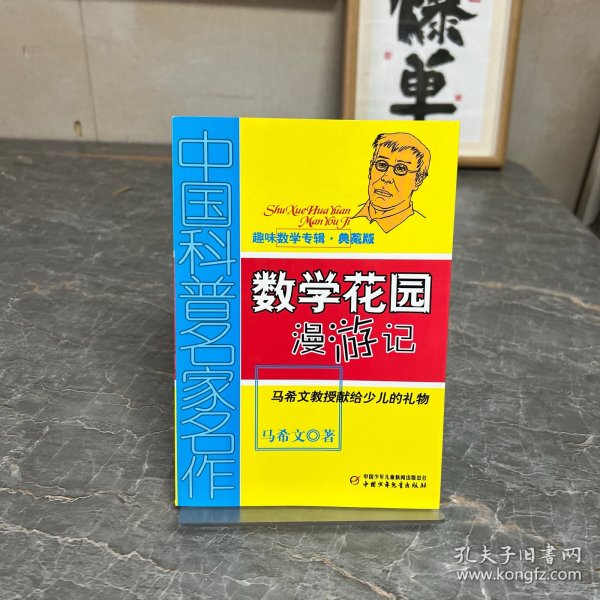 爆单
中国科普名家名作
Shu Xue Hua Yuan
Man You Ji
趣味数学专辑·典藏版
数学花园
漫游记
马希文教授献给少儿的礼物
马希文◎著
中国少年儿童新闻出版总社
中国少年儿童出版社
孔夫子旧书网
www.kongfz.com